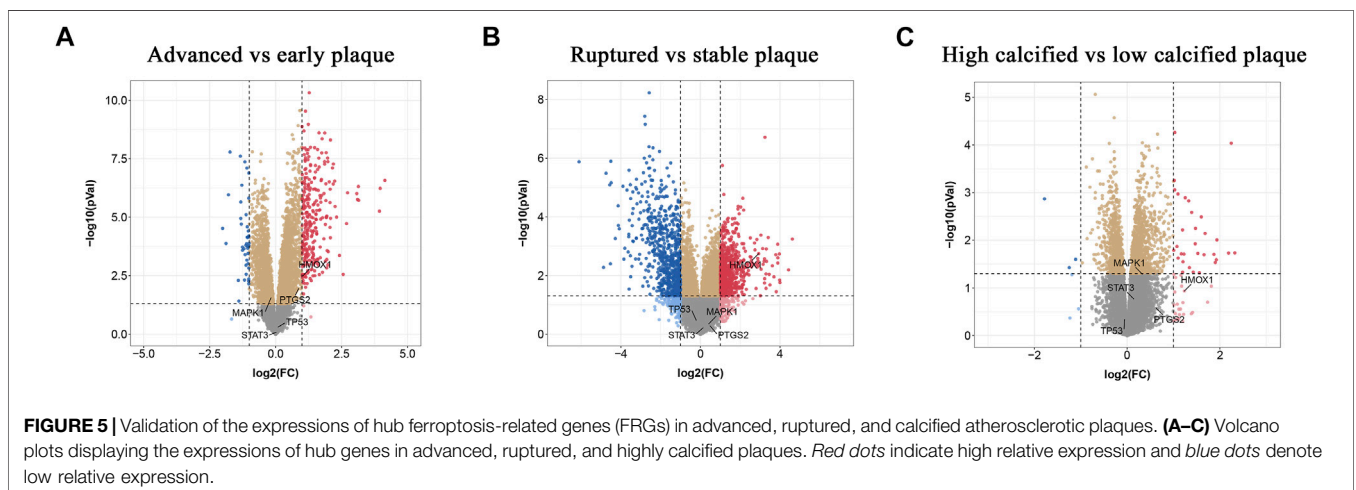 A
Advanced vs early plaque
10.0
7.5
5.0
2.5
0.0
−log10(pVal)
HMOX1
PTGS2
MAPK1
TP53
STAT3
−5.0
−2.5
0.0
2.5
5.0
log2(FC)
B
Ruptured vs stable plaque
8
6
4
2
0
−log10(pVal)
HMOX1
TP53
MAPK1
STAT3
PTGS2
−4
0
4
log2(FC)
C
High calcified vs low calcified plaque
5
4
3
2
1
0
−log10(pVal)
MAPK1
HMOX1
STAT3
PTGS2
TP53
−2
0
2
log2(FC)
FIGURE 5 | Validation of the expressions of hub ferroptosis-related genes (FRGs) in advanced, ruptured, and calcified atherosclerotic plaques. (A–C) Volcano
plots displaying the expressions of hub genes in advanced, ruptured, and highly calcified plaques. Red dots indicate high relative expression and blue dots denote
low relative expression.